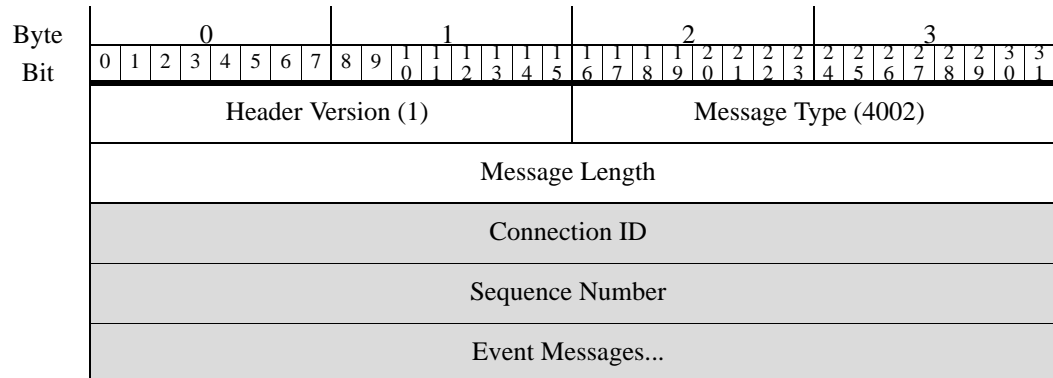 Byte 0 1 2 3
Bit 0 1 2 3 4 5 6 7 8 9 10 11 12 13 14 15 16 17 18 19 20 21 22 23 24 25 26 27 28 29 30 31
Header Version (1) Message Type (4002)
Message Length
Connection ID
Sequence Number
Event Messages...